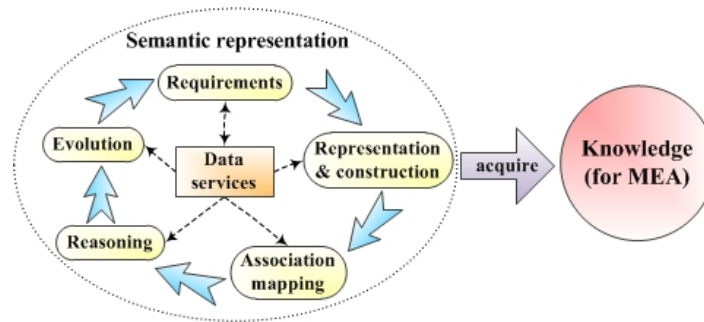 Semantic representation
Requirements
Evolution
Data
services
Representation
& construction
Reasoning
Association
mapping
acquire
Knowledge
(for MEA)